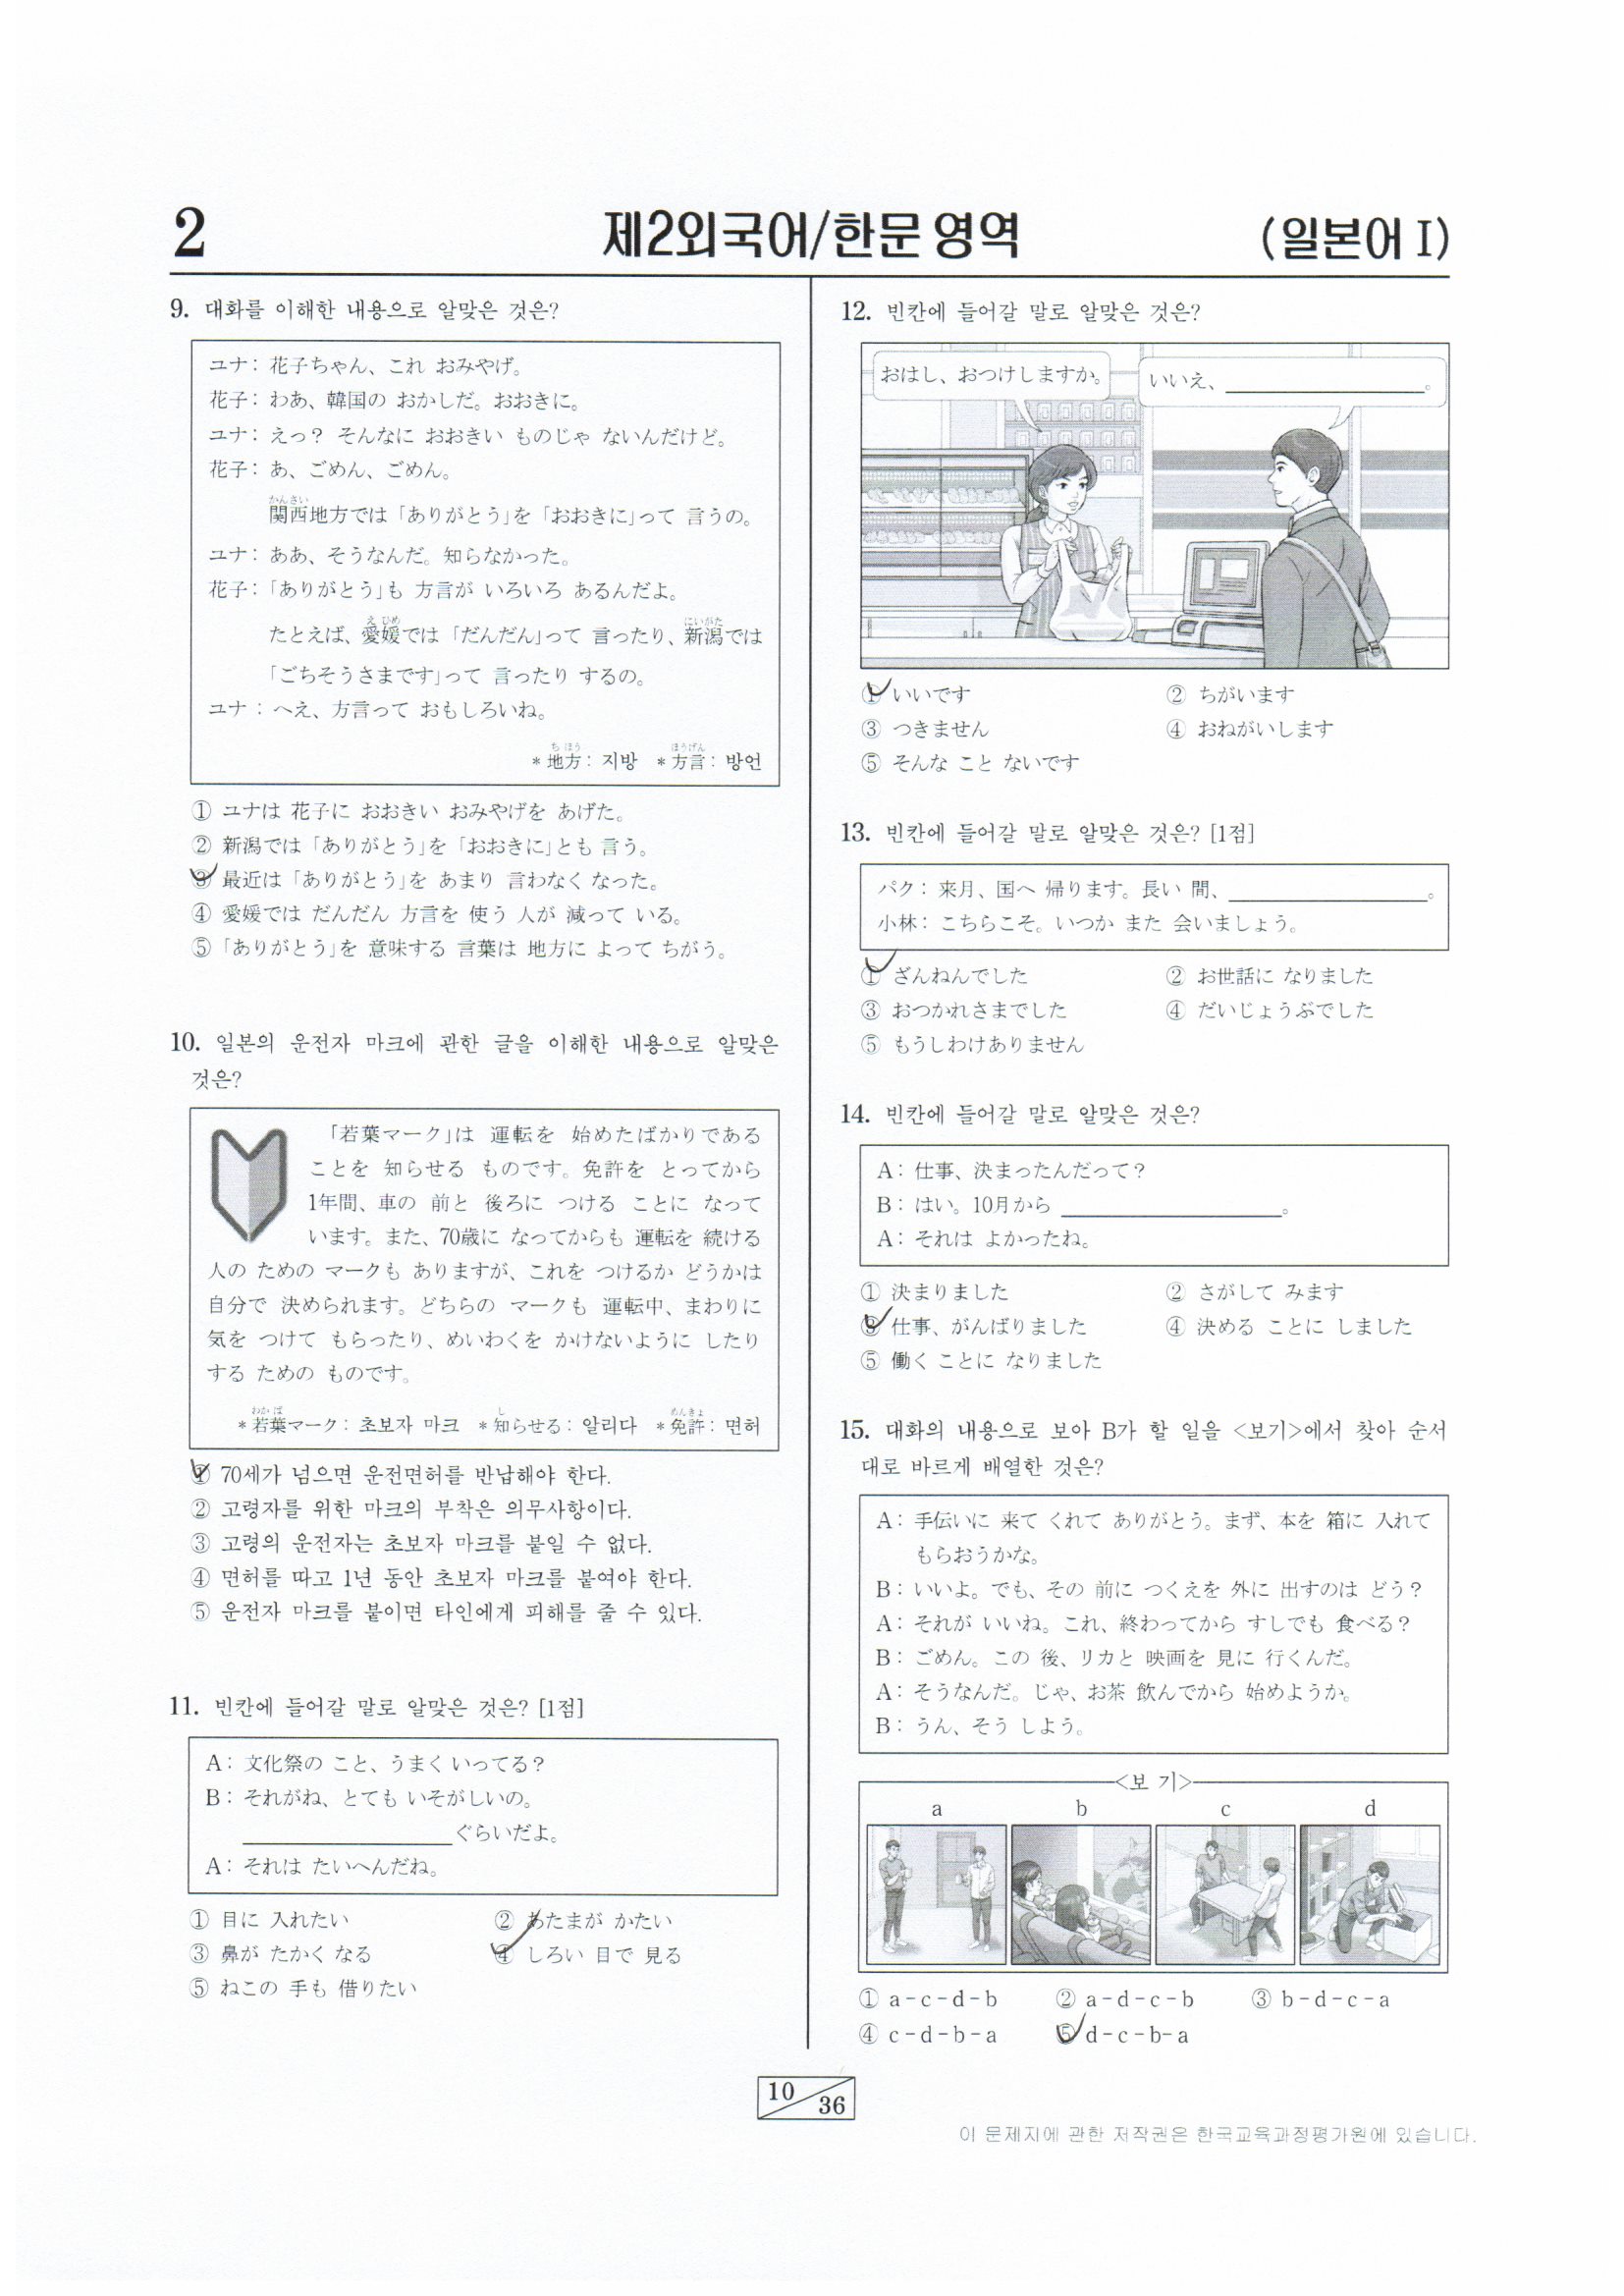 2
제2외국어/한문 영역
(일본어 I)
9. 대화를 이해한 내용으로 알맞은 것은?
ユナ: 花子ちゃん、これ おみやげ。
花子: わあ、韓国の おかしだ。おおきに。
ユナ: えっ? そんなに おおきい ものじゃ ないんだけど。
花子: あ、ごめん、ごめん。
かんさい
関西地方では「ありがとう」を「おおきに」って 言うの。
ユナ: ああ、そうなんだ。知らなかった。
花子:「ありがとう」も 方言が いろいろ あるんだよ。
えひめ にいがた
たとえば、愛媛では「だんだん」って 言ったり、新潟では
「ごちそうさまです」って 言ったり するの。
ユナ : へえ、方言って おもしろいね。
ちほう ほうげん
* 地方: 지방 * 方言: 방언
① ユナは 花子に おおきい おみやげを あげた。
② 新潟では「ありがとう」を「おおきに」とも 言う。
③ 最近は「ありがとう」を あまり 言わなく なった。
④ 愛媛では だんだん 方言を 使う 人が 減って いる。
⑤「ありがとう」を 意味する 言葉は 地方に よって ちがう。
10. 일본의 운전자 마크에 관한 글을 이해한 내용으로 알맞은
것은?
「若葉マーク」は 運転を 始めたばかりである
ことを 知らせる ものです。免許を とってから
1年間、車の 前と 後ろに つける ことに なって
います。また、70歳に なってからも 運転を 続ける
人の ための マークも ありますが、これを つけるか どうかは
自分で 決められます。どちらの マークも 運転中、まわりに
気を つけて もらったり、めいわくを かけないように したり
する ための ものです。
わかば し めんきょ
* 若葉マーク: 초보자 마크 * 知らせる: 알리다 * 免許: 면허
① 70세가 넘으면 운전면허를 반납해야 한다.
② 고령자를 위한 마크의 부착은 의무사항이다.
③ 고령의 운전자는 초보자 마크를 붙일 수 없다.
④ 면허를 따고 1년 동안 초보자 마크를 붙여야 한다.
⑤ 운전자 마크를 붙이면 타인에게 피해를 줄 수 있다.
11. 빈칸에 들어갈 말로 알맞은 것은? [1점]
A: 文化祭の こと、うまく いってる?
B: それがね、とても いそがしいの。
____________ぐらいだよ。
A: それは たいへんだね。
① 目に 入れたい ② あたまが かたい
③ 鼻が たかく なる ④ しろい 目で 見る
⑤ ねこの 手も 借りたい
12. 빈칸에 들어갈 말로 알맞은 것은?
おはし、おつけしますか。
いいえ、____________。
① いいです ② ちがいます
③ つきません ④ おねがいします
⑤ そんな こと ないです
13. 빈칸에 들어갈 말로 알맞은 것은? [1점]
パク: 来月、国へ 帰ります。長い 間、____________。
小林: こちらこそ。いつか また 会いましょう。
① ざんねんでした ② お世話に なりました
③ おつかれさまでした ④ だいじょうぶでした
⑤ もうしわけありません
14. 빈칸에 들어갈 말로 알맞은 것은?
A: 仕事、決まったんだって?
B: はい。10月から ____________。
A: それは よかったね。
① 決まりました ② さがして みます
③ 仕事、がんばりました ④ 決める ことに しました
⑤ 働く ことに なりました
15. 대화의 내용으로 보아 B가 할 일을 <보기>에서 찾아 순서
대로 바르게 배열한 것은?
A: 手伝いに 来て くれて ありがとう。まず、本を 箱に 入れて
もらおうかな。
B: いいよ。でも、その 前に つくえを 外に 出すのは どう?
A: それが いいね。これ、終わってから すしでも 食べる?
B: ごめん。この 後、リカと 映画を 見に 行くんだ。
A: そうなんだ。じゃ、お茶 飲んでから 始めようか。
B: うん、そう しよう。
<보 기>
a b c d
① a-c-d-b ② a-d-c-b ③ b-d-c-a
④ c-d-b-a ⑤ d-c-b-a
10 36
이 문제지에 관한 저작권은 한국교육과정평가원에 있습니다.